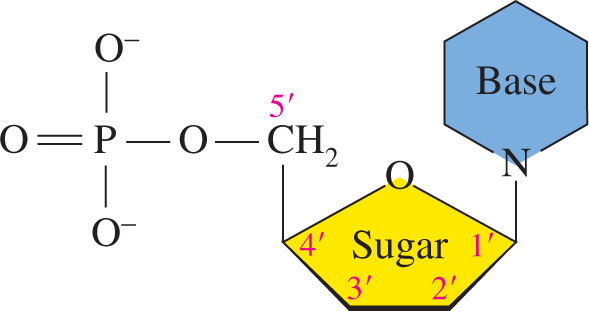 O⁻
Base
5′
O=P—O—CH₂
O
N
O⁻
4′ Sugar 1′
3′ 2′